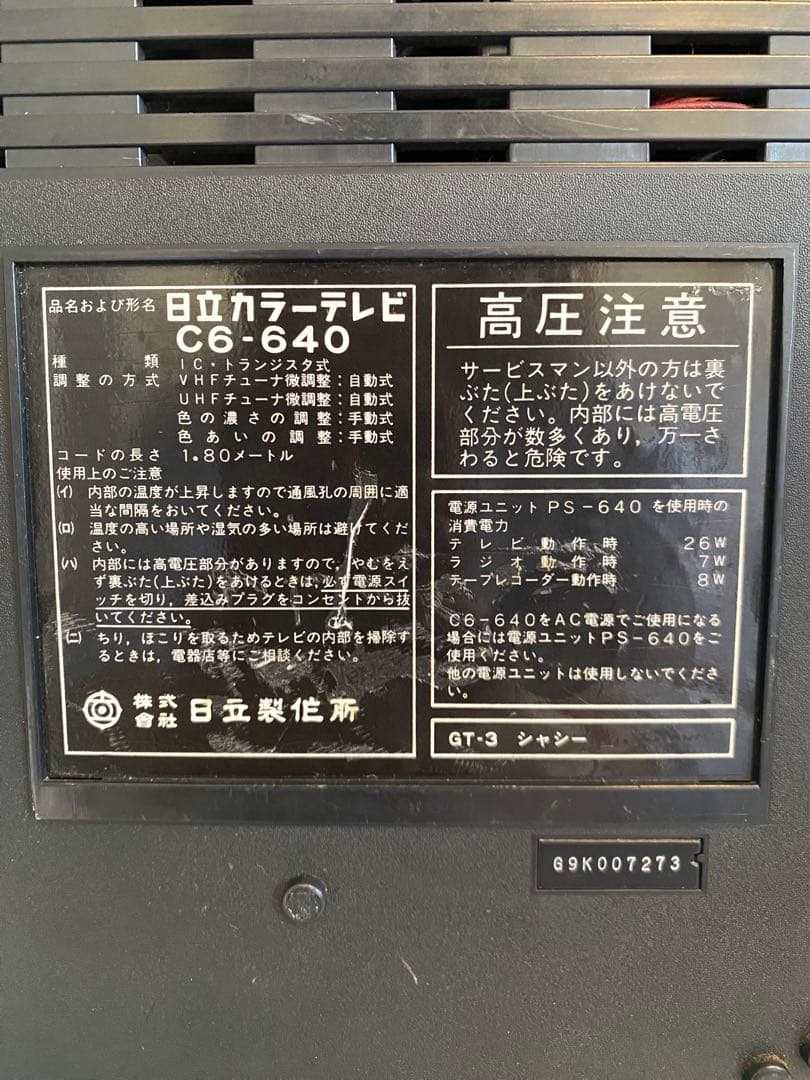 品名および形名 日立カラーテレビ
C6-640
種類 IC・トランジスタ式
調整の方式 VHFチューナ微調整：自動式
UHFチューナ微調整：自動式
色の濃さの調整：手動式
色あいの調整：手動式
コードの長さ 1.80メートル
使用上のご注意
(イ) 内部の温度が上昇しますので通風孔の周囲に適
当な間隔をおいてください。
(ロ) 温度の高い場所や湿気の多い場所は避けてくだ
さい。
(ハ) 内部には高電圧部分がありますので，やむをえ
ず裏ぶた(上ぶた)をあけるときは，必ず電源スイ
ッチを切り，差込みプラグをコンセントから抜
いてください。
(ニ) ちり，ほこりを取るためテレビの内部を掃除す
るときは，電器店等にご相談ください。
株式會社 日立製作所
高圧注意
サービスマン以外の方は裏
ぶた(上ぶた)をあけないで
ください。内部には高電圧
部分が数多くあり，万一さ
わると危険です。
電源ユニットPS-640を使用時の
消費電力
テレビ動作時 26W
ラジオ動作時 7W
テープレコーダー動作時 8W
C6-640をAC電源でご使用になる
場合には電源ユニットPS-640をご
使用ください。
他の電源ユニットは使用しないでくださ
い。
GT-3 シャシー
G9K007273